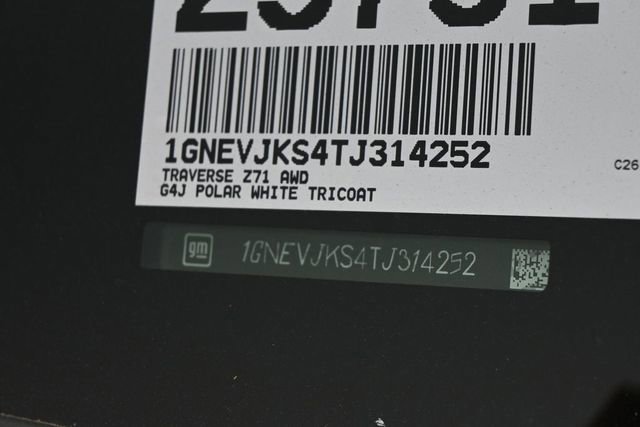 1GNEVJKS4TJ314252
TRAVERSE Z71 AWD
G4J POLAR WHITE TRICOAT
C26
gm 1GNEVJKS4TJ314252